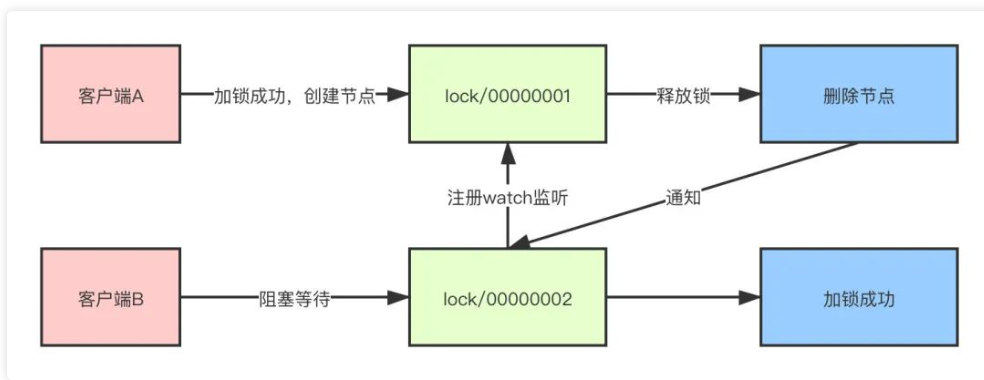 客户端A
加锁成功，创建节点
lock/00000001
释放锁
删除节点
注册watch监听
通知
客户端B
阻塞等待
lock/00000002
加锁成功